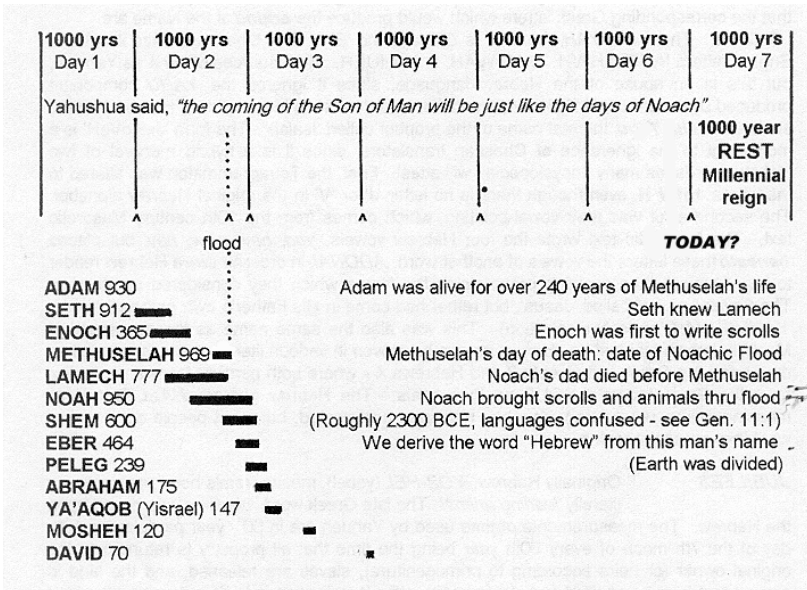 1000 yrs 1000 yrs 1000 yrs 1000 yrs 1000 yrs 1000 yrs 1000 yrs
Day 1 Day 2 Day 3 Day 4 Day 5 Day 6 Day 7
Yahushua said, "the coming of the Son of Man will be just like the days of Noach"
1000 year
REST
Millennial
reign
flood TODAY?
ADAM 930 Adam was alive for over 240 years of Methuselah's life
SETH 912 Seth knew Lamech
ENOCH 365 Enoch was first to write scrolls
METHUSELAH 969 Methuselah's day of death: date of Noachic Flood
LAMECH 777 Noah's dad died before Methuselah
NOAH 950 Noah brought scrolls and animals thru flood
SHEM 600 (Roughly 2300 BCE, languages confused - see Gen. 11:1)
EBER 464 We derive the word "Hebrew" from this man's name
PELEG 239 (Earth was divided)
ABRAHAM 175
YA'AQOB (Yisrael) 147
MOSHEH 120
DAVID 70